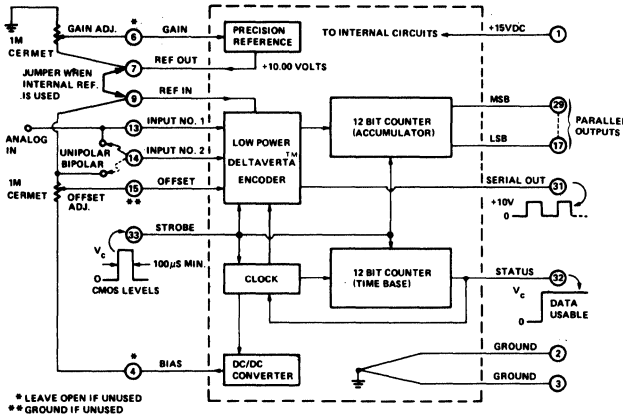 *
GAIN ADJ.
6
GAIN
1M
CERMET
PRECISION
REFERENCE
TO INTERNAL CIRCUITS
+15VDC
1
7
REF OUT
+10.00 VOLTS
JUMPER WHEN
INTERNAL REF.
IS USED
9
REF IN
13
INPUT NO. 1
ANALOG
IN
UNIPOLAR
BIPOLAR
14
INPUT NO. 2
LOW POWER
DELTAVERTA™
ENCODER
12 BIT COUNTER
(ACCUMULATOR)
MSB
29
LSB
17
PARALLEL
OUTPUTS
1M
CERMET
OFFSET
ADJ.
15
**
OFFSET
SERIAL OUT
31
+10V
0
33
STROBE
Vc
0
100μS MIN.
CMOS LEVELS
CLOCK
12 BIT COUNTER
(TIME BASE)
STATUS
32
Vc
0
DATA
USABLE
*
4
BIAS
DC/DC
CONVERTER
GROUND
2
GROUND
3
* LEAVE OPEN IF UNUSED
** GROUND IF UNUSED